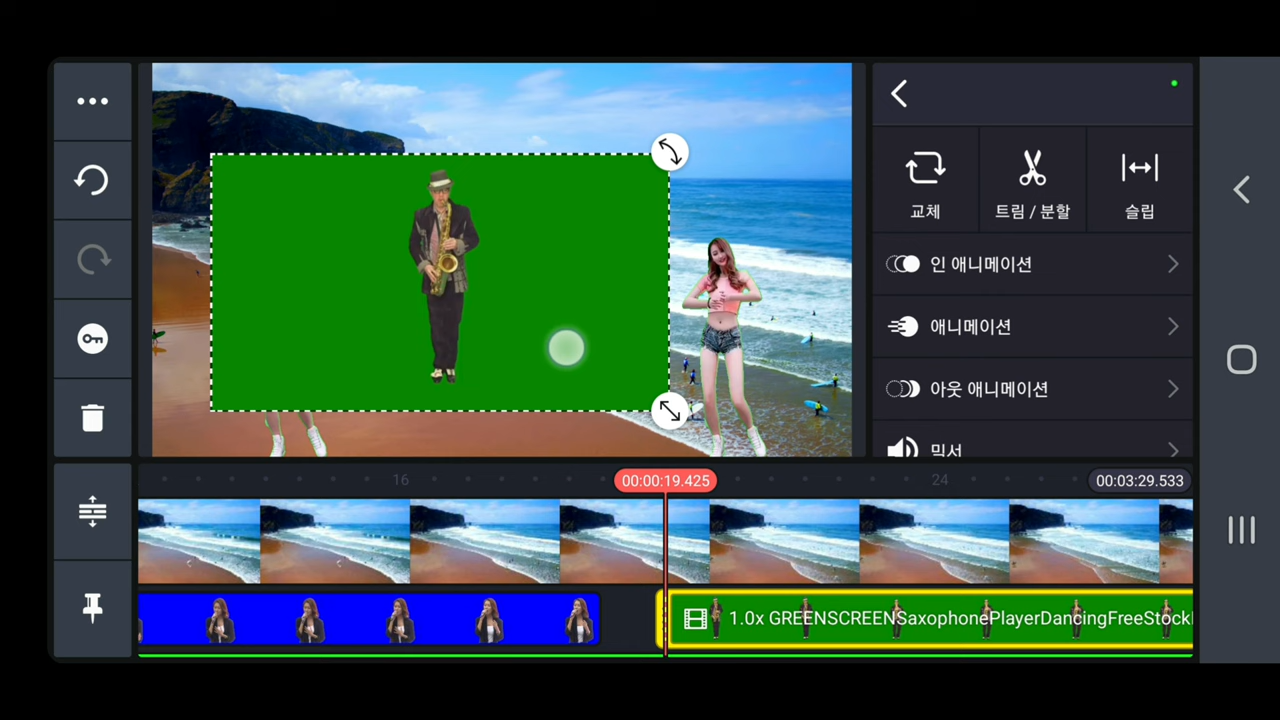 교체
트림 / 분할
슬립
인 애니메이션
애니메이션
아웃 애니메이션
믹서
16
00:00:19.425
24
00:03:29.533
1.0x GREENSCREENSaxophonePlayerDancingFreeStock